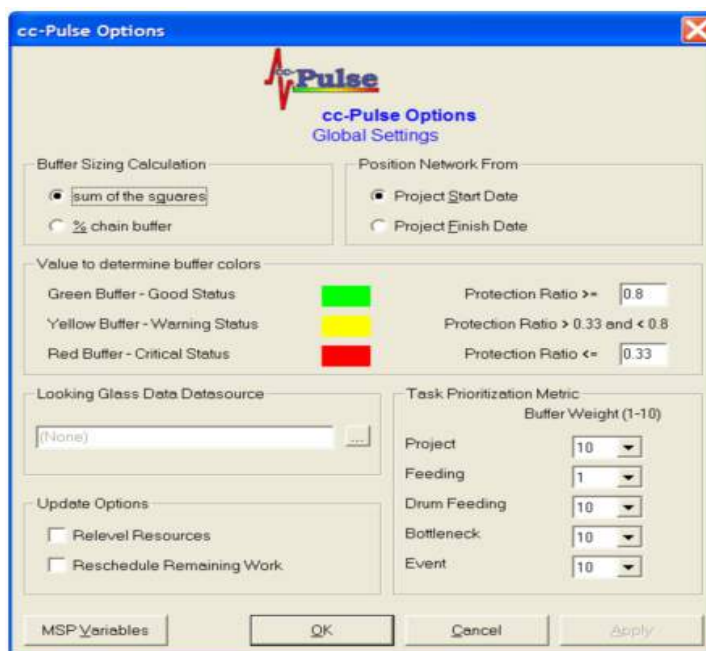 cc-Pulse Options
cc-Pulse
cc-Pulse Options
Global Settings
Buffer Sizing Calculation
sum of the squares
% chain buffer
Position Network From
Project Start Date
Project Finish Date
Value to determine buffer colors
Green Buffer - Good Status Protection Ratio >= 0.8
Yellow Buffer - Warning Status Protection Ratio > 0.33 and < 0.8
Red Buffer - Critical Status Protection Ratio <= 0.33
Looking Glass Data Datasource
(None) ...
Update Options
Relevel Resources
Reschedule Remaining Work
Task Prioritization Metric
Buffer Weight (1-10)
Project 10
Feeding 1
Drum Feeding 10
Bottleneck 10
Event 10
MSP Variables OK Cancel Apply